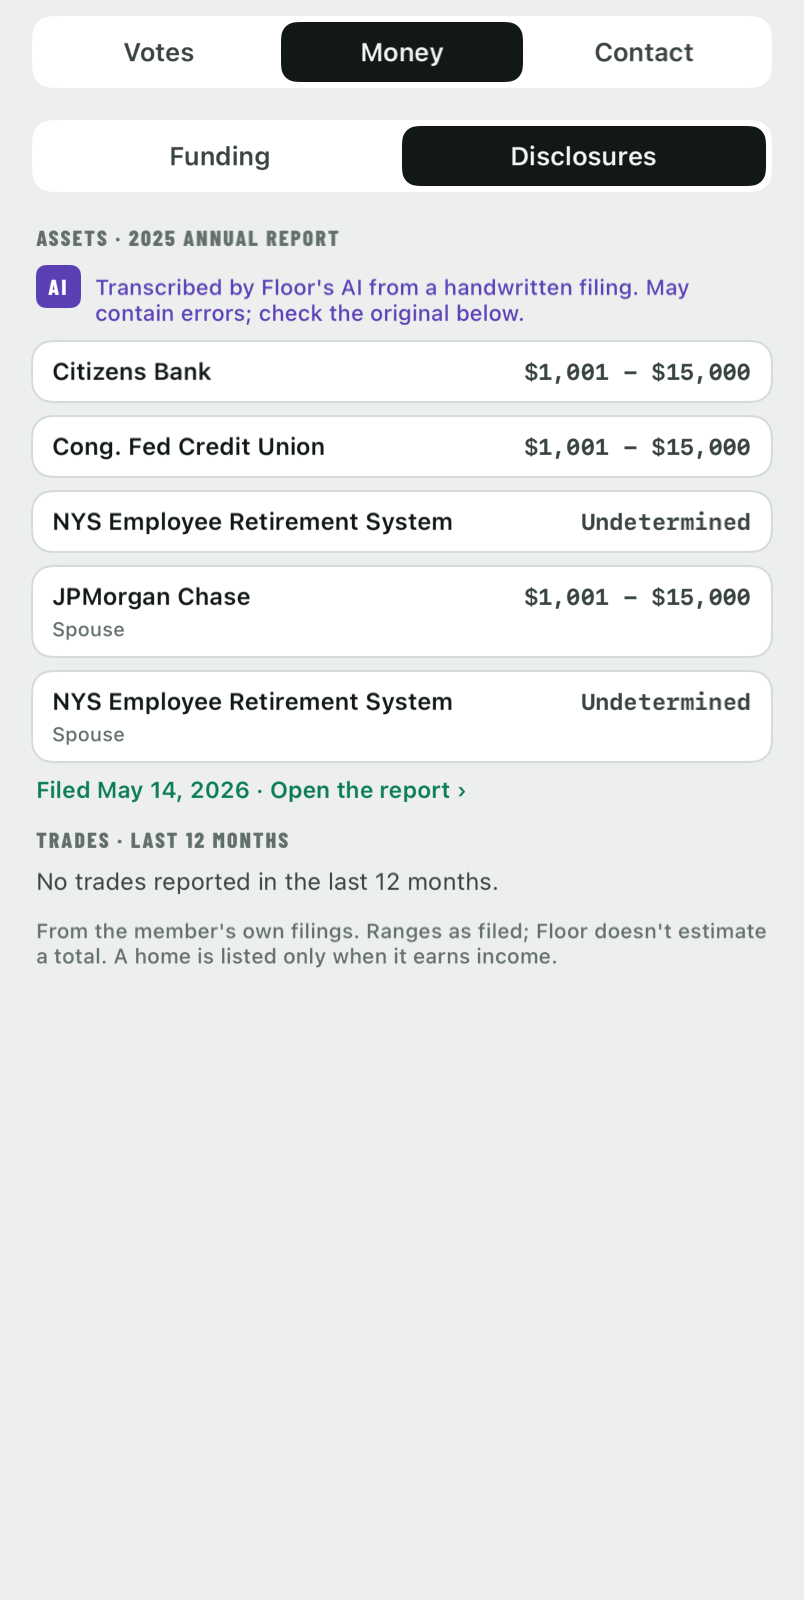 Votes Money Contact
Funding Disclosures
ASSETS · 2025 ANNUAL REPORT
AI Transcribed by Floor's AI from a handwritten filing. May
contain errors; check the original below.
Citizens Bank $1,001 – $15,000
Cong. Fed Credit Union $1,001 – $15,000
NYS Employee Retirement System Undetermined
JPMorgan Chase $1,001 – $15,000
Spouse
NYS Employee Retirement System Undetermined
Spouse
Filed May 14, 2026 · Open the report ›
TRADES · LAST 12 MONTHS
No trades reported in the last 12 months.
From the member's own filings. Ranges as filed; Floor doesn't estimate
a total. A home is listed only when it earns income.